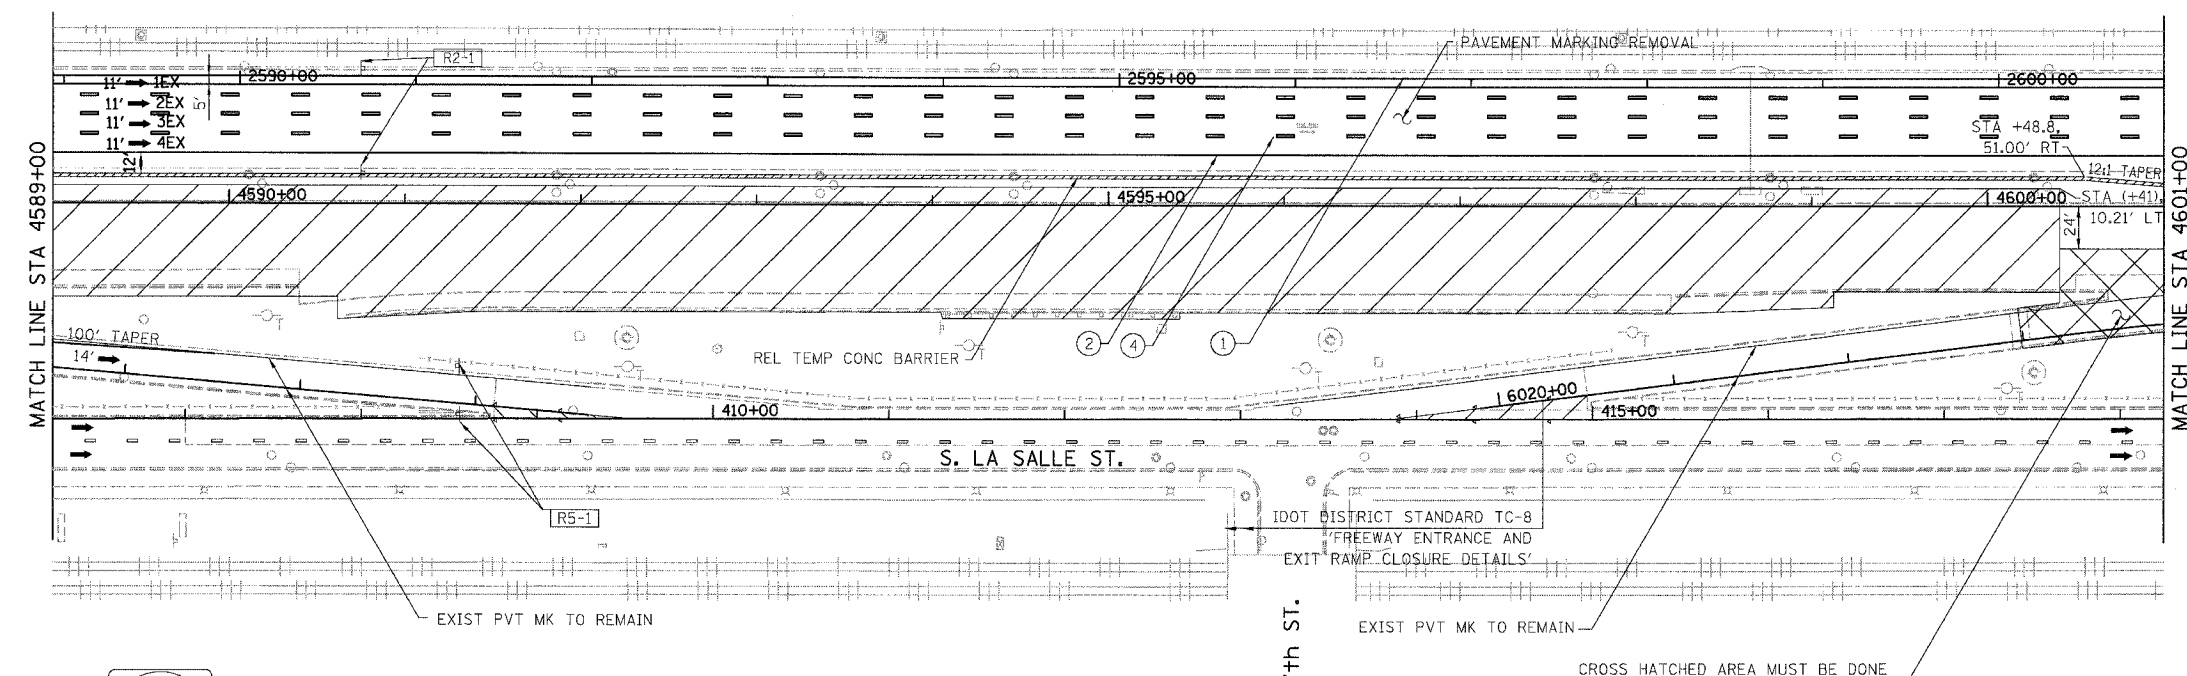 PAVEMENT MARKING REMOVAL
R2-1
2590+00
2595+00
2600+00
11' 1EX
11' 2EX
11' 3EX
11' 4EX
5'
12'
STA +48.8,
51.00' RT
12:1 TAPER
4590+00
4595+00
4600+00
STA (+41),
10.21' LT
24'
MATCH LINE STA 4589+00
MATCH LINE STA 4601+00
100' TAPER
14'
REL TEMP CONC BARRIER
2
4
1
410+00
6020+00
415+00
S. LA SALLE ST.
R5-1
IDOT DISTRICT STANDARD TC-8
'FREEWAY ENTRANCE AND
EXIT RAMP CLOSURE DETAILS'
EXIST PVT MK TO REMAIN
EXIST PVT MK TO REMAIN
7th ST.
CROSS HATCHED AREA MUST BE DONE